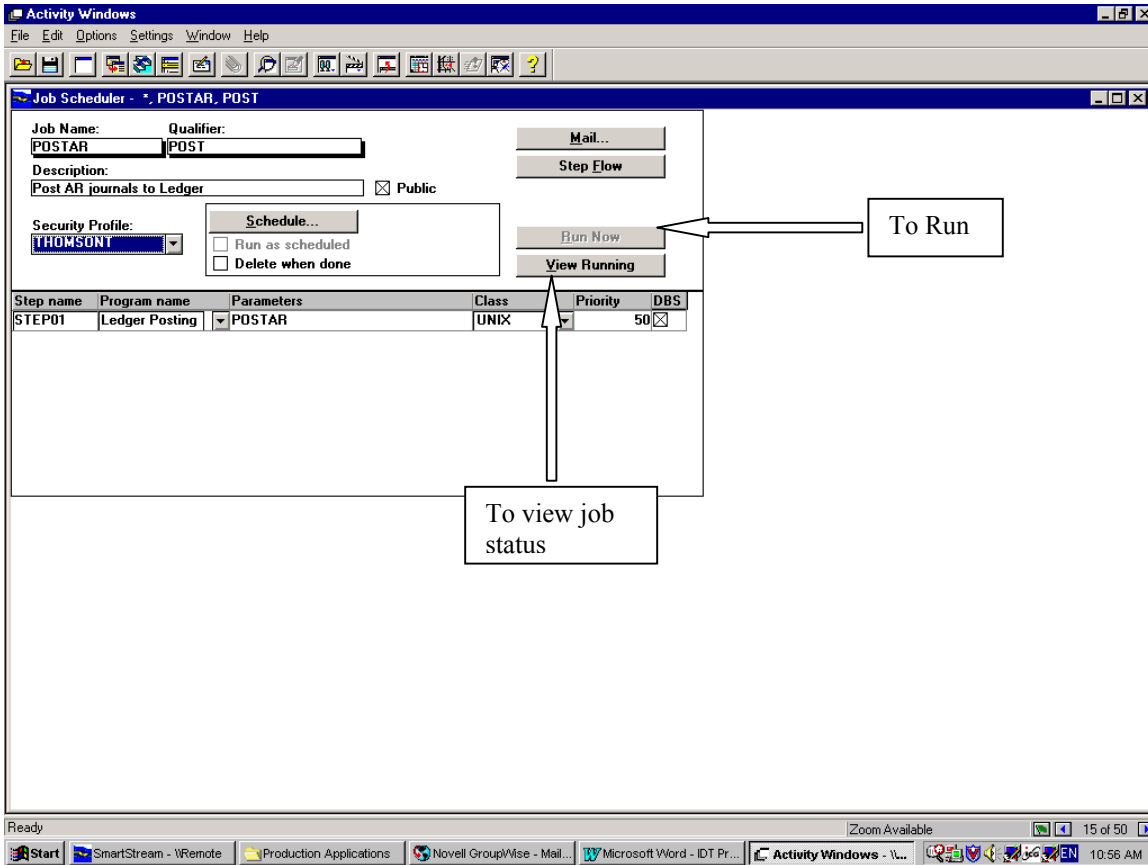 Activity Windows
File Edit Options Settings Window Help
Job Scheduler - *, POSTAR, POST
Job Name: Qualifier:
POSTAR POST
Mail...
Description:
Step Flow
Post AR journals to Ledger Public
Security Profile:
THOMSONT
Schedule...
Run as scheduled
Delete when done
Run Now
View Running
To Run
Step name Program name Parameters Class Priority DBS
STEP01 Ledger Posting POSTAR UNIX 50
To view job
status
Ready Zoom Available 15 of 50
Start SmartStream - \\Remote Production Applications Novell GroupWise - Mail... Microsoft Word - IDT Pr... Activity Windows - \\... EN 10:56 AM